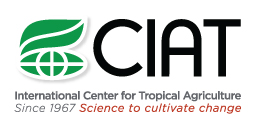 CIAT
International Center for Tropical Agriculture
Since 1967 Science to cultivate change